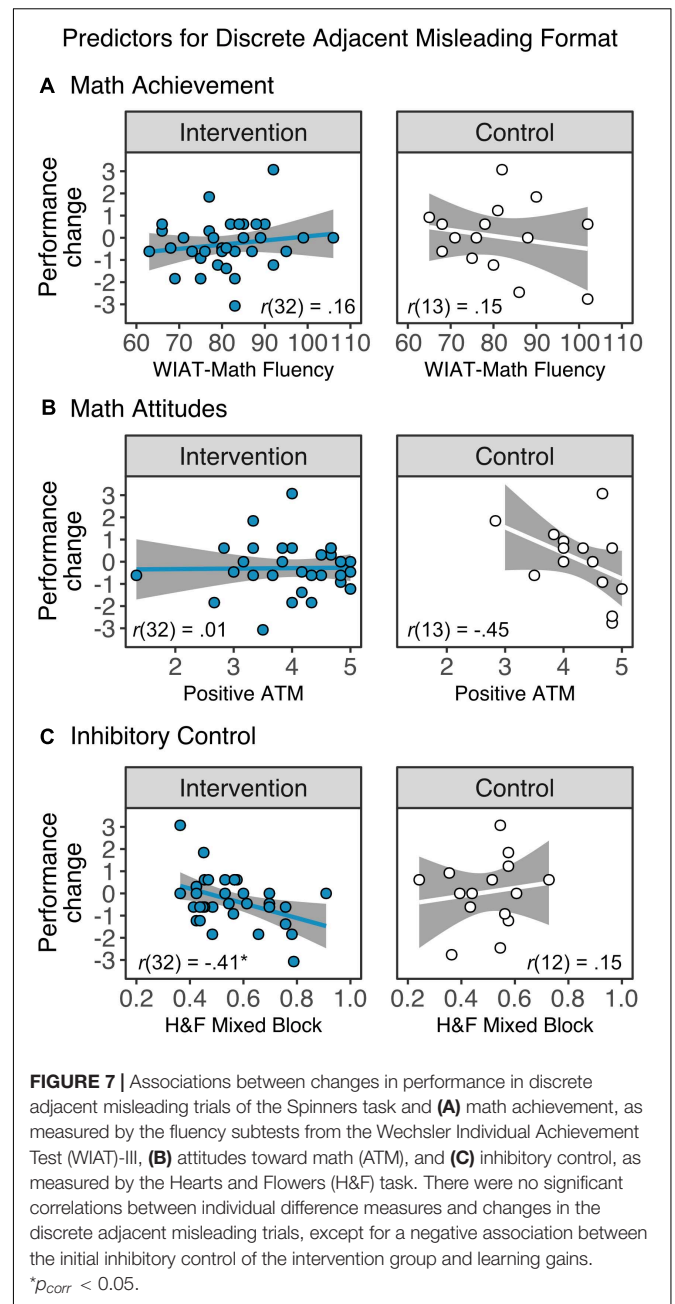 Predictors for Discrete Adjacent Misleading Format
A Math Achievement
Intervention
Control
Performance
change
3
2
1
0
-1
-2
-3
r(32) = .16
r(13) = .15
60 70 80 90 100 110
60 70 80 90 100 110
WIAT-Math Fluency
WIAT-Math Fluency
B Math Attitudes
Intervention
Control
Performance
change
3
2
1
0
-1
-2
-3
r(32) = .01
r(13) = -.45
2 3 4 5
2 3 4 5
Positive ATM
Positive ATM
C Inhibitory Control
Intervention
Control
Performance
change
3
2
1
0
-1
-2
-3
r(32) = -.41*
r(12) = .15
0.2 0.4 0.6 0.8 1.0
0.2 0.4 0.6 0.8 1.0
H&F Mixed Block
H&F Mixed Block
FIGURE 7 | Associations between changes in performance in discrete
adjacent misleading trials of the Spinners task and (A) math achievement, as
measured by the fluency subtests from the Wechsler Individual Achievement
Test (WIAT)-III, (B) attitudes toward math (ATM), and (C) inhibitory control, as
measured by the Hearts and Flowers (H&F) task. There were no significant
correlations between individual difference measures and changes in the
discrete adjacent misleading trials, except for a negative association between
the initial inhibitory control of the intervention group and learning gains.
*pcorr < 0.05.